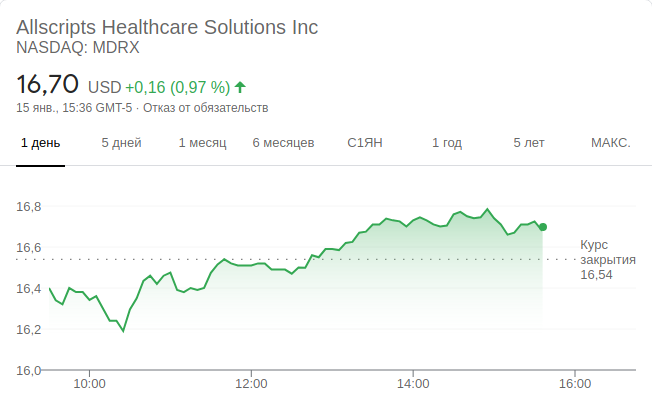 Allscripts Healthcare Solutions Inc
NASDAQ: MDRX
16,70 USD +0,16 (0,97 %)
15 янв., 15:36 GMT-5 · Отказ от обязательств
1 день 5 дней 1 месяц 6 месяцев С1ЯН 1 год 5 лет МАКС.
16,8
16,6
16,4
16,2
16,0
Курс
закрытия
16,54
10:00 12:00 14:00 16:00